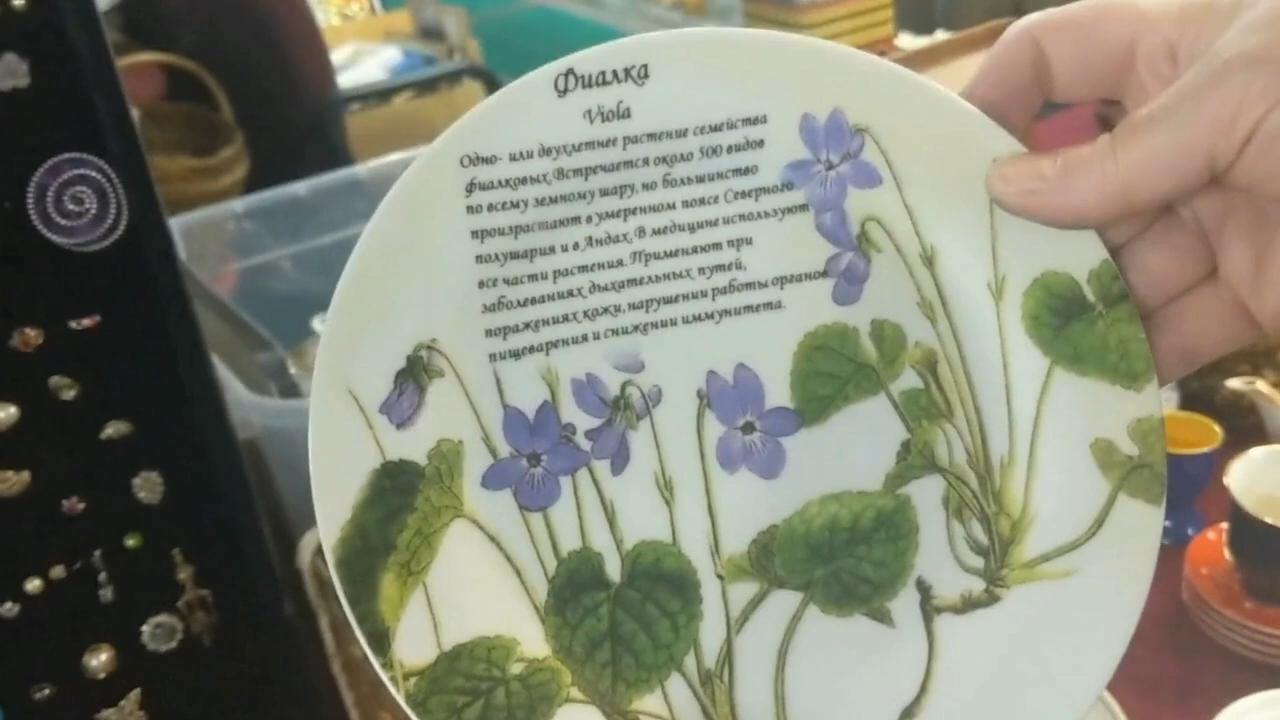 Фиалка
Viola
Одно- или двухлетнее растение семейства
фиалковых. Встречается около 500 видов
по всему земному шару, но большинство
произрастают в умеренном поясе Северного
полушария и в Андах. В медицине используют
все части растения. Применяют при
заболеваниях дыхательных путей,
поражениях кожи, нарушении работы органов
пищеварения и снижении иммунитета.